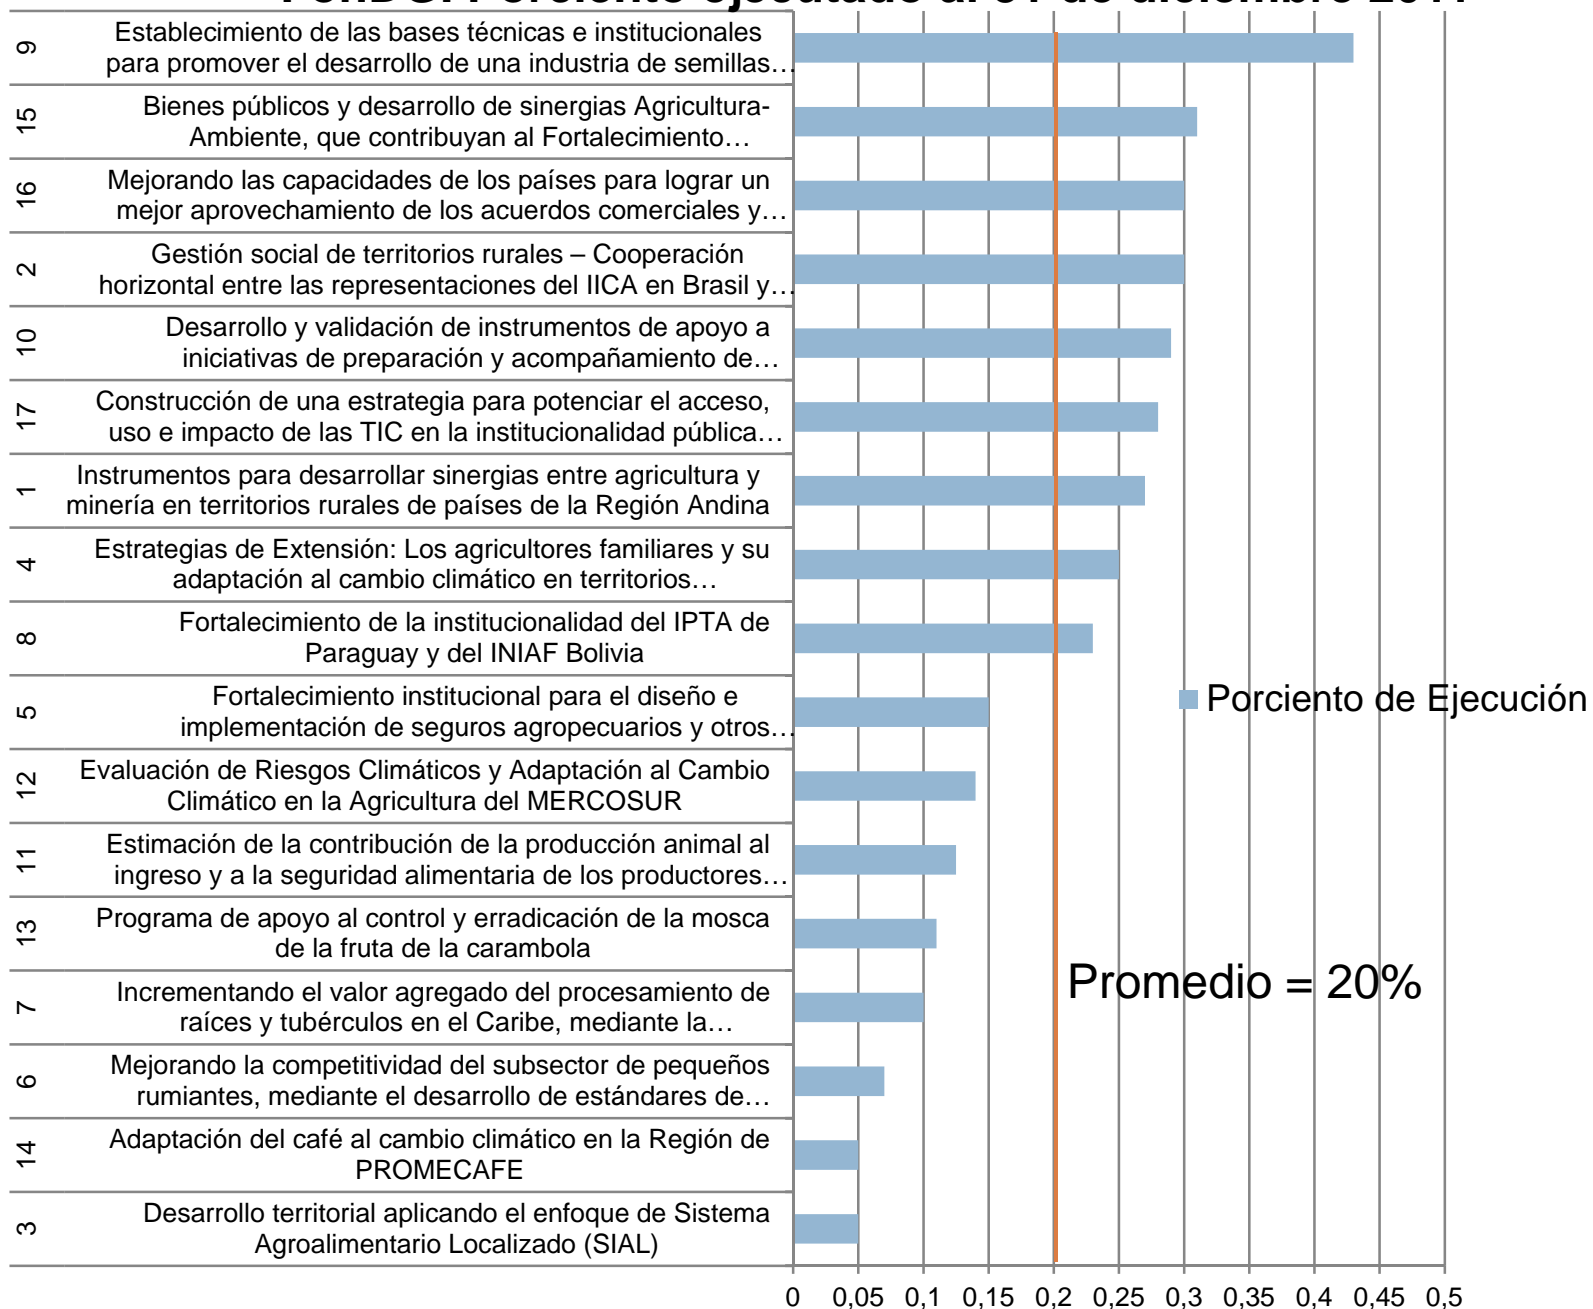 9
Establecimiento de las bases técnicas e institucionales
para promover el desarrollo de una industria de semillas…
15
Bienes públicos y desarrollo de sinergias Agricultura-
Ambiente, que contribuyan al Fortalecimiento…
16
Mejorando las capacidades de los países para lograr un
mejor aprovechamiento de los acuerdos comerciales y…
2
Gestión social de territorios rurales – Cooperación
horizontal entre las representaciones del IICA en Brasil y…
10
Desarrollo y validación de instrumentos de apoyo a
iniciativas de preparación y acompañamiento de…
17
Construcción de una estrategia para potenciar el acceso,
uso e impacto de las TIC en la institucionalidad pública…
1
Instrumentos para desarrollar sinergias entre agricultura y
minería en territorios rurales de países de la Región Andina
4
Estrategias de Extensión: Los agricultores familiares y su
adaptación al cambio climático en territorios…
8
Fortalecimiento de la institucionalidad del IPTA de
Paraguay y del INIAF Bolivia
5
Fortalecimiento institucional para el diseño e
implementación de seguros agropecuarios y otros…
Porciento de Ejecución
12
Evaluación de Riesgos Climáticos y Adaptación al Cambio
Climático en la Agricultura del MERCOSUR
11
Estimación de la contribución de la producción animal al
ingreso y a la seguridad alimentaria de los productores…
13
Programa de apoyo al control y erradicación de la mosca
de la fruta de la carambola
Promedio = 20%
7
Incrementando el valor agregado del procesamiento de
raíces y tubérculos en el Caribe, mediante la…
6
Mejorando la competitividad del subsector de pequeños
rumiantes, mediante el desarrollo de estándares de…
14
Adaptación del café al cambio climático en la Región de
PROMECAFE
3
Desarrollo territorial aplicando el enfoque de Sistema
Agroalimentario Localizado (SIAL)
0 0,05 0,1 0,15 0,2 0,25 0,3 0,35 0,4 0,45 0,5